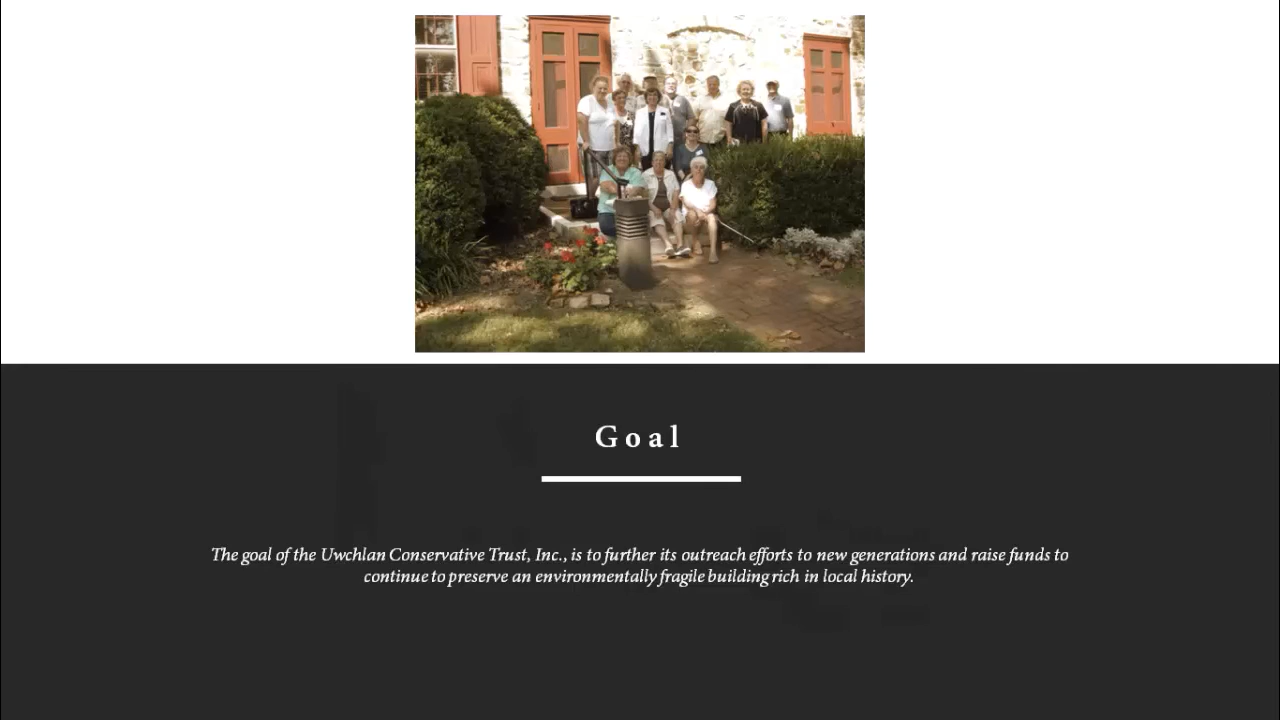 Goal
The goal of the Uwchlan Conservative Trust, Inc., is to further its outreach efforts to new generations and raise funds to
continue to preserve an environmentally fragile building rich in local history.